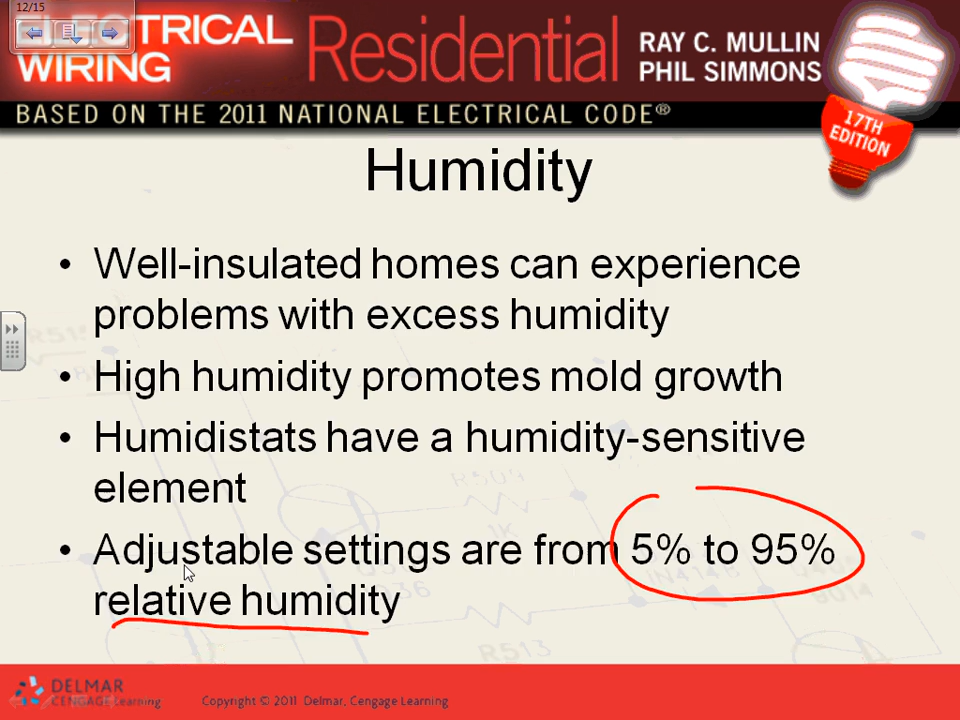 12/15
ELECTRICAL
WIRING
Residential
RAY C. MULLIN
PHIL SIMMONS
BASED ON THE 2011 NATIONAL ELECTRICAL CODE®
17TH
EDITION
Humidity
• Well-insulated homes can experience
problems with excess humidity
• High humidity promotes mold growth
• Humidistats have a humidity-sensitive
element
• Adjustable settings are from 5% to 95%
relative humidity
R513
DELMAR
CENGAGE Learning
Copyright © 2011 Delmar, Cengage Learning